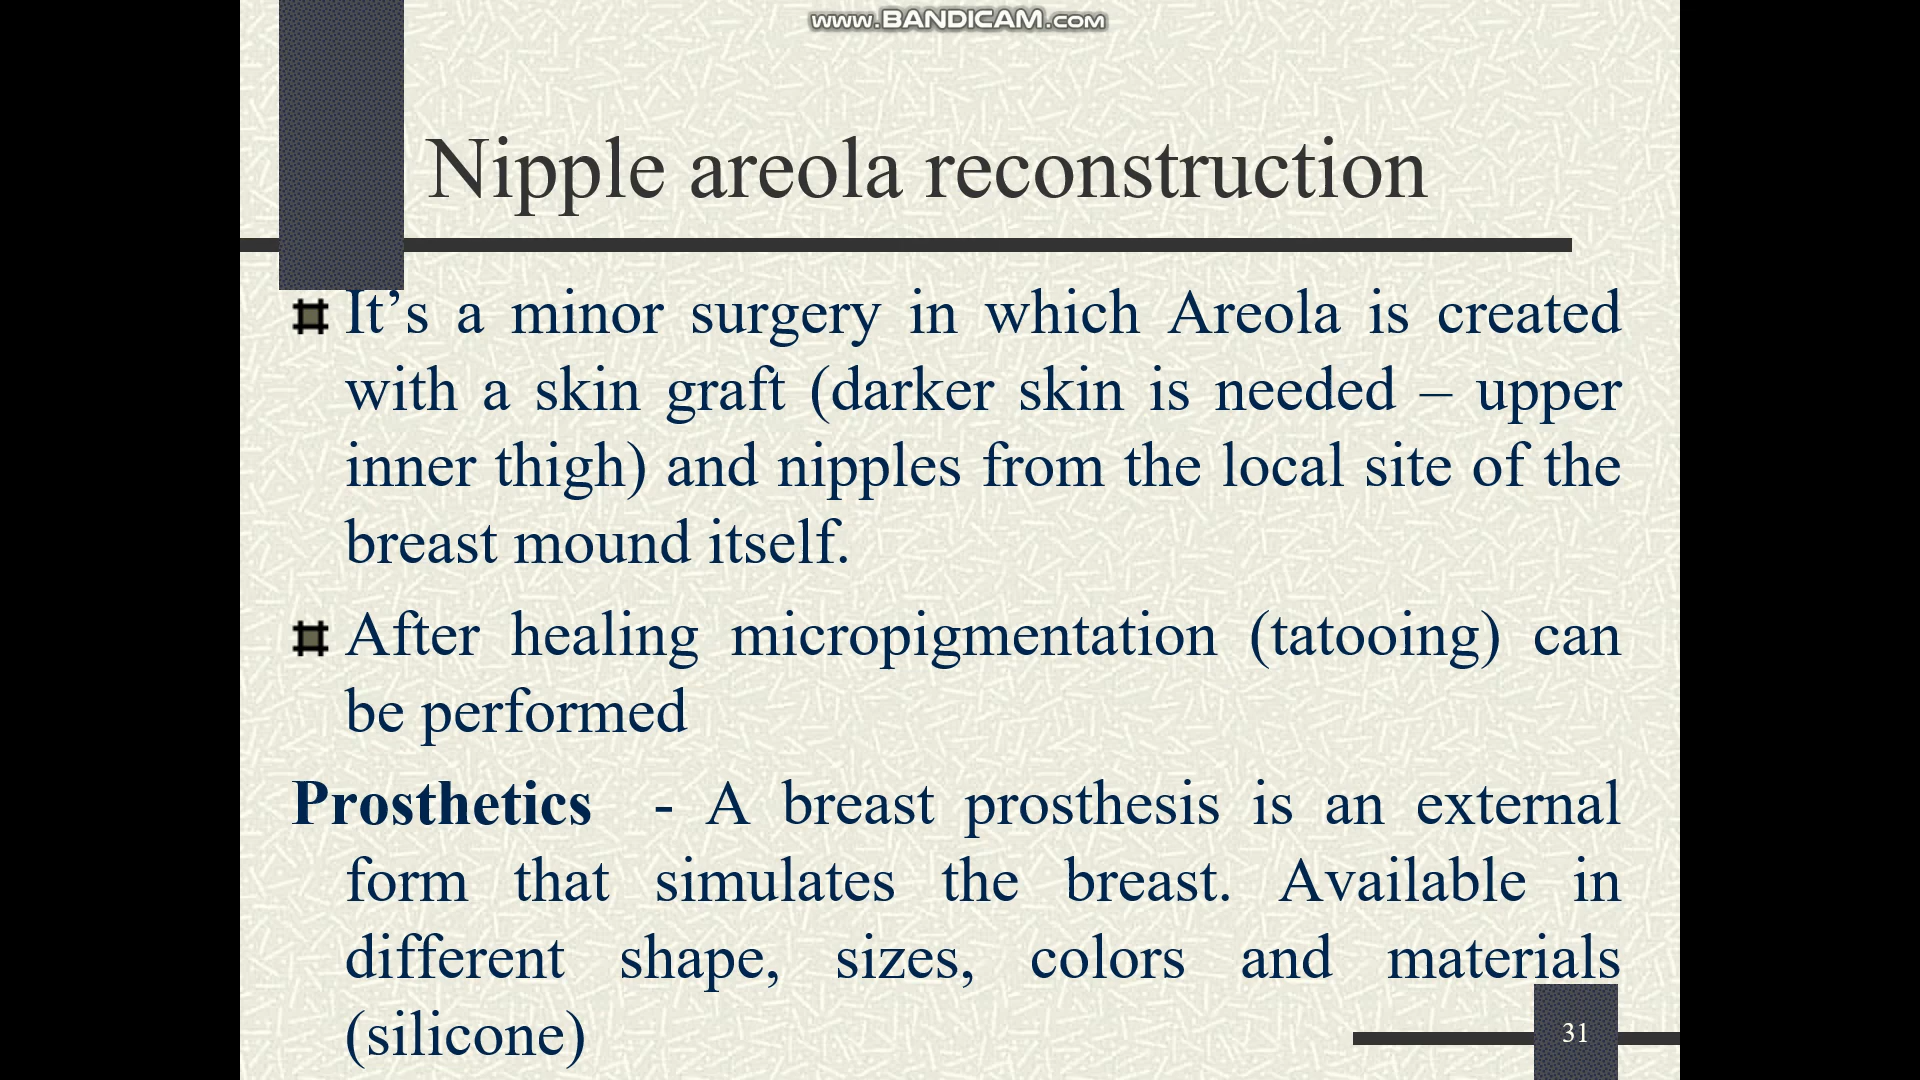 www.BANDICAM.com
Nipple areola reconstruction
It’s a minor surgery in which Areola is created
with a skin graft (darker skin is needed – upper
inner thigh) and nipples from the local site of the
breast mound itself.
After healing micropigmentation (tatooing) can
be performed
Prosthetics - A breast prosthesis is an external
form that simulates the breast. Available in
different shape, sizes, colors and materials
(silicone)
31